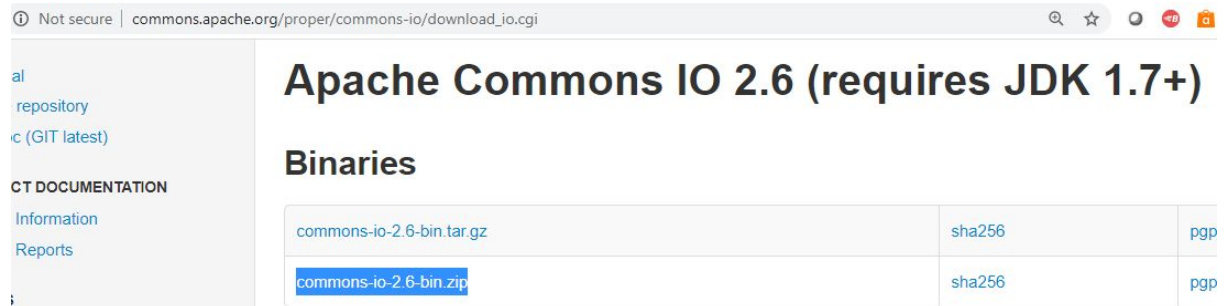 Not secure | commons.apache.org/proper/commons-io/download_io.cgi
al
repository
c (GIT latest)
CT DOCUMENTATION
Information
Reports
s
Apache Commons IO 2.6 (requires JDK 1.7+)
Binaries
commons-io-2.6-bin.tar.gz sha256 pgp
commons-io-2.6-bin.zip sha256 pgp